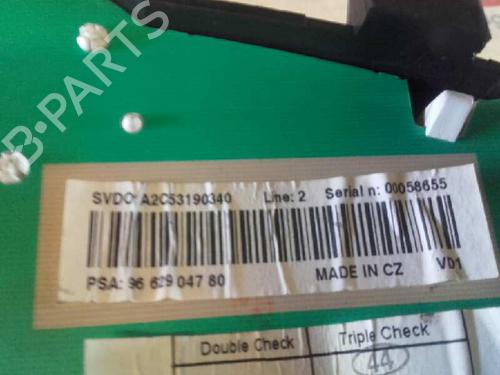 B-PARTS
SVDO: A2C53190340 Line: 2 Serial n: 00058655
PSA: 96 629 047 80 MADE IN CZ V01
Double Check Triple Check
44